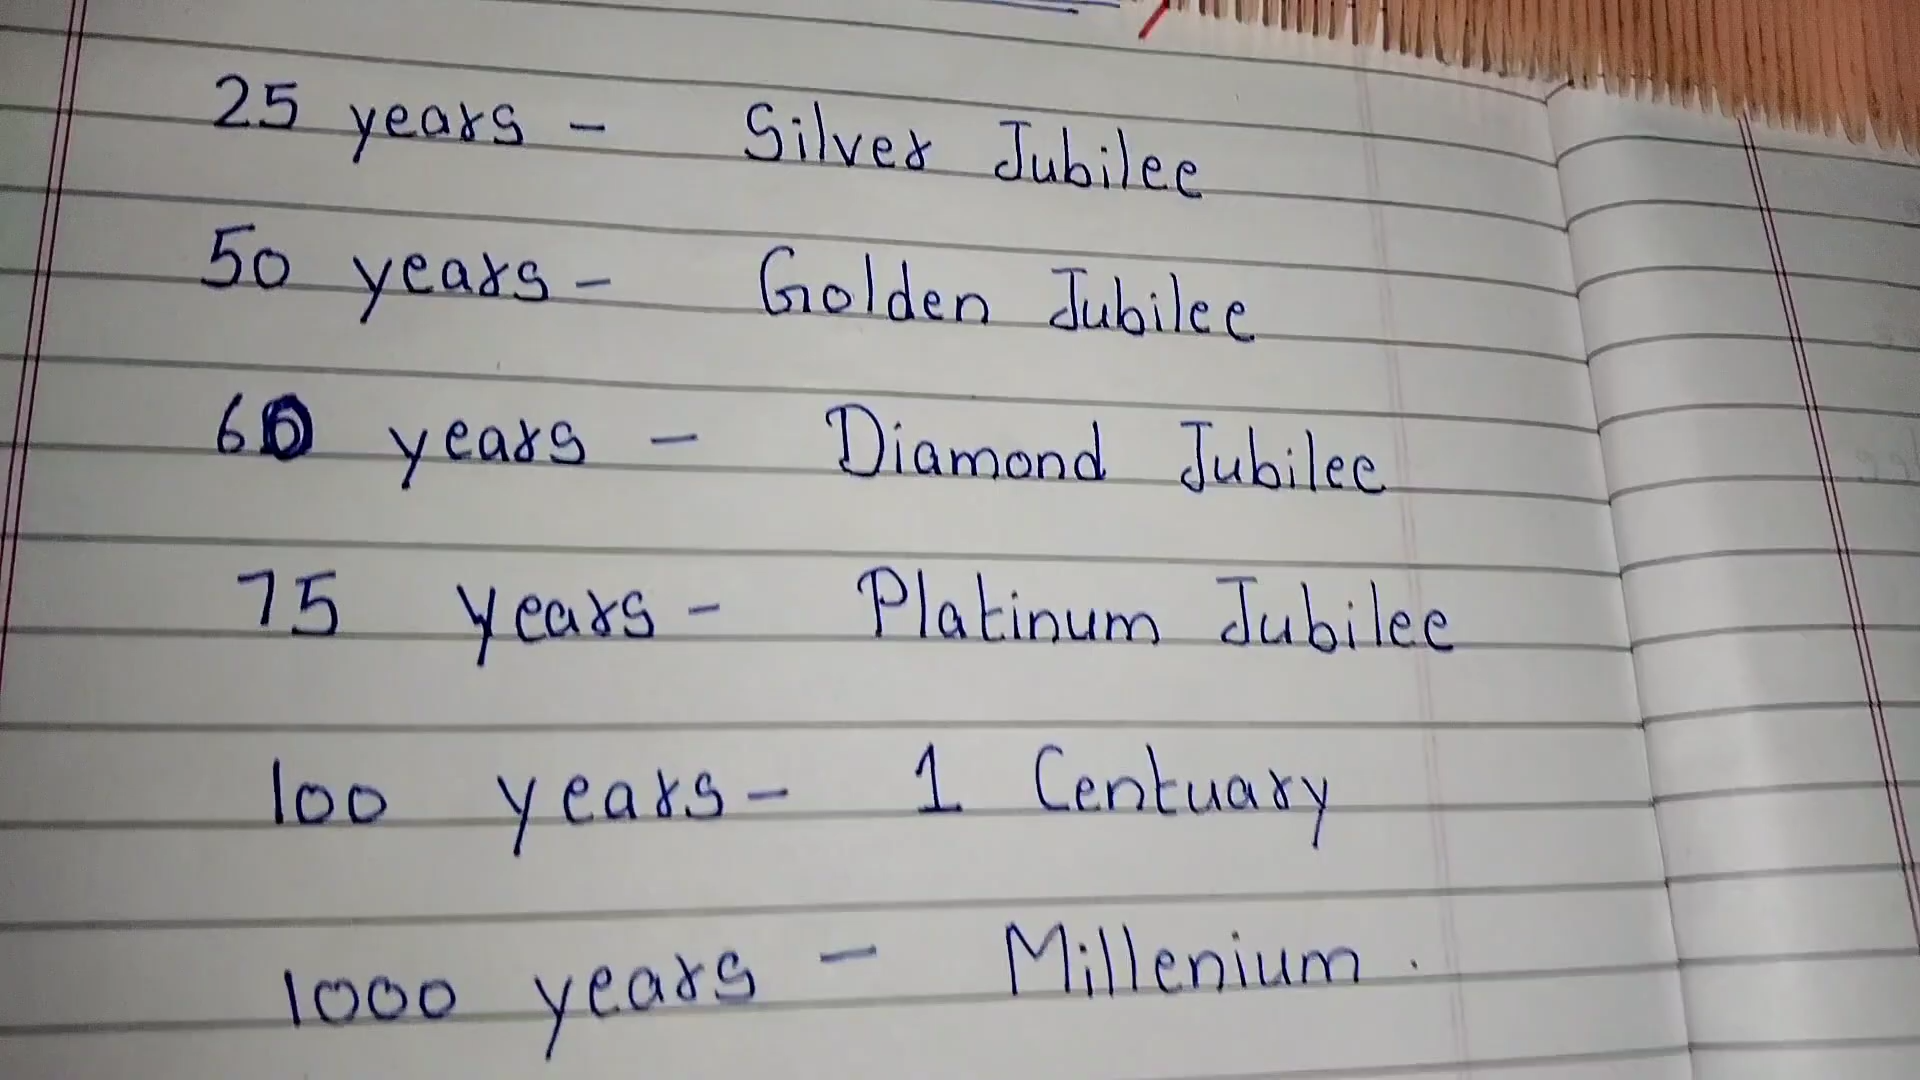 25 years - Silver Jubilee
50 years - Golden Jubilee
60 years - Diamond Jubilee
75 years - Platinum Jubilee
100 years - 1 Centuary
1000 years - Millenium.